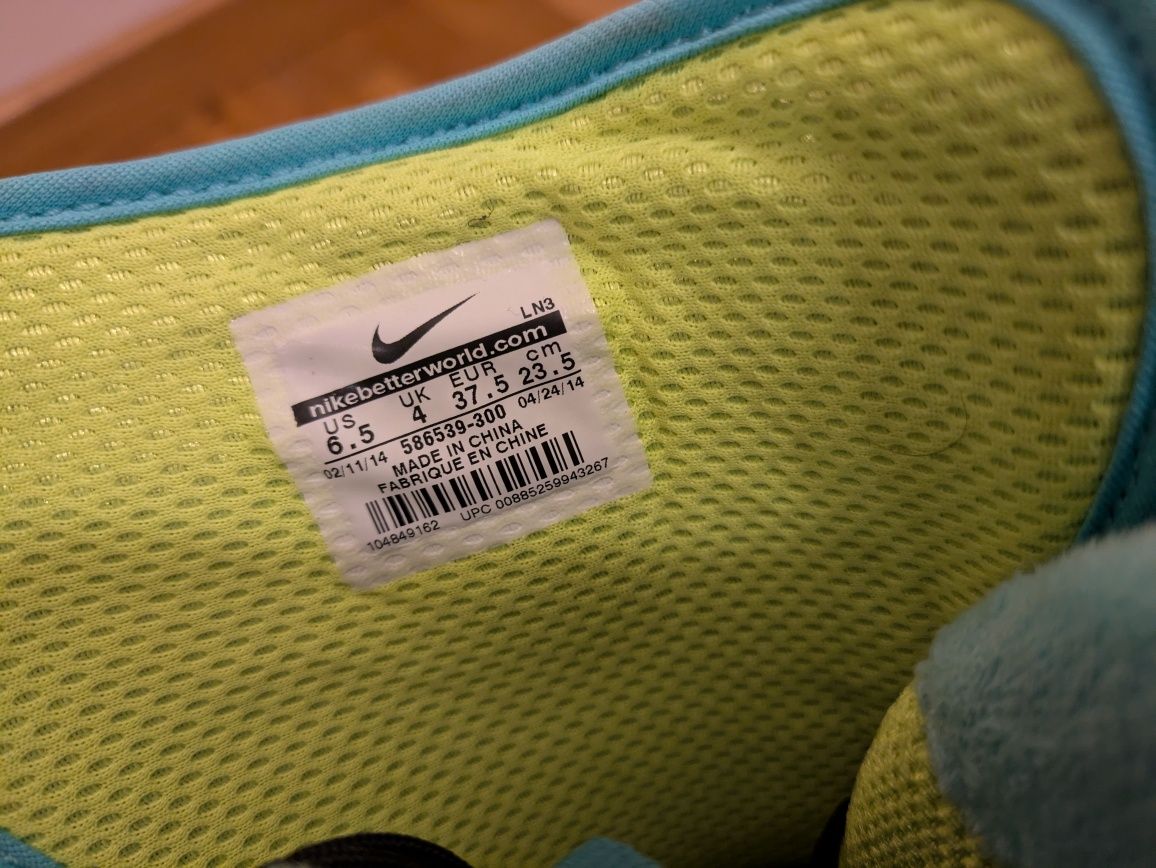 LN3
nikebetterworld.com
US UK EUR cm
6.5 4 37.5 23.5
02/11/14 586539-300 04/24/14
MADE IN CHINA
FABRIQUE EN CHINE
104849162 UPC 00885259943267